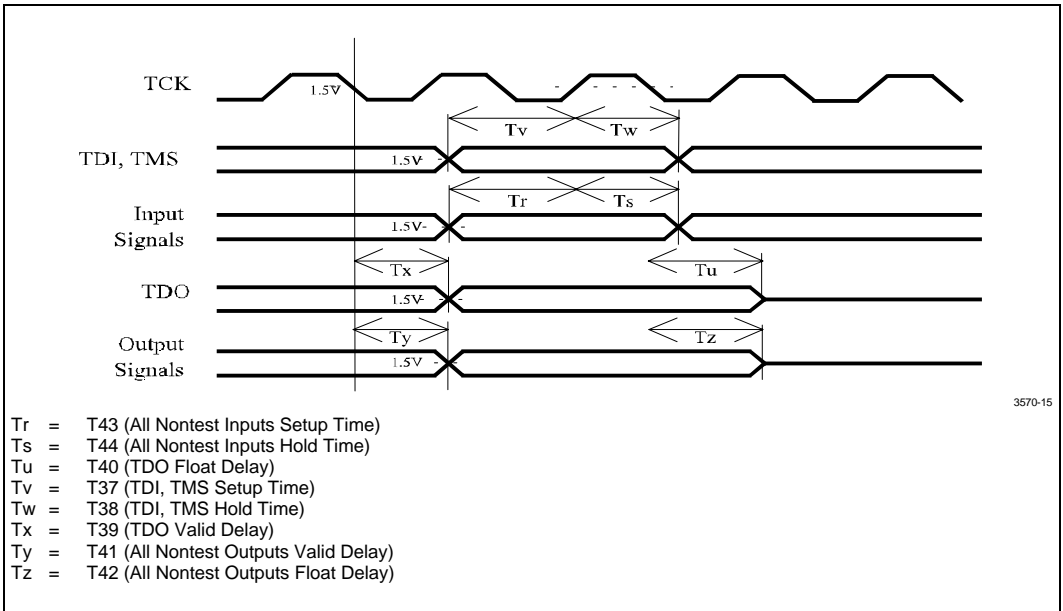 TCK
1.5V
Tv Tw
TDI, TMS
1.5V
Tr Ts
Input
Signals
1.5V
Tx Tu
TDO
1.5V
Ty Tz
Output
Signals
1.5V
3570-15
Tr = T43 (All Nontest Inputs Setup Time)
Ts = T44 (All Nontest Inputs Hold Time)
Tu = T40 (TDO Float Delay)
Tv = T37 (TDI, TMS Setup Time)
Tw = T38 (TDI, TMS Hold Time)
Tx = T39 (TDO Valid Delay)
Ty = T41 (All Nontest Outputs Valid Delay)
Tz = T42 (All Nontest Outputs Float Delay)